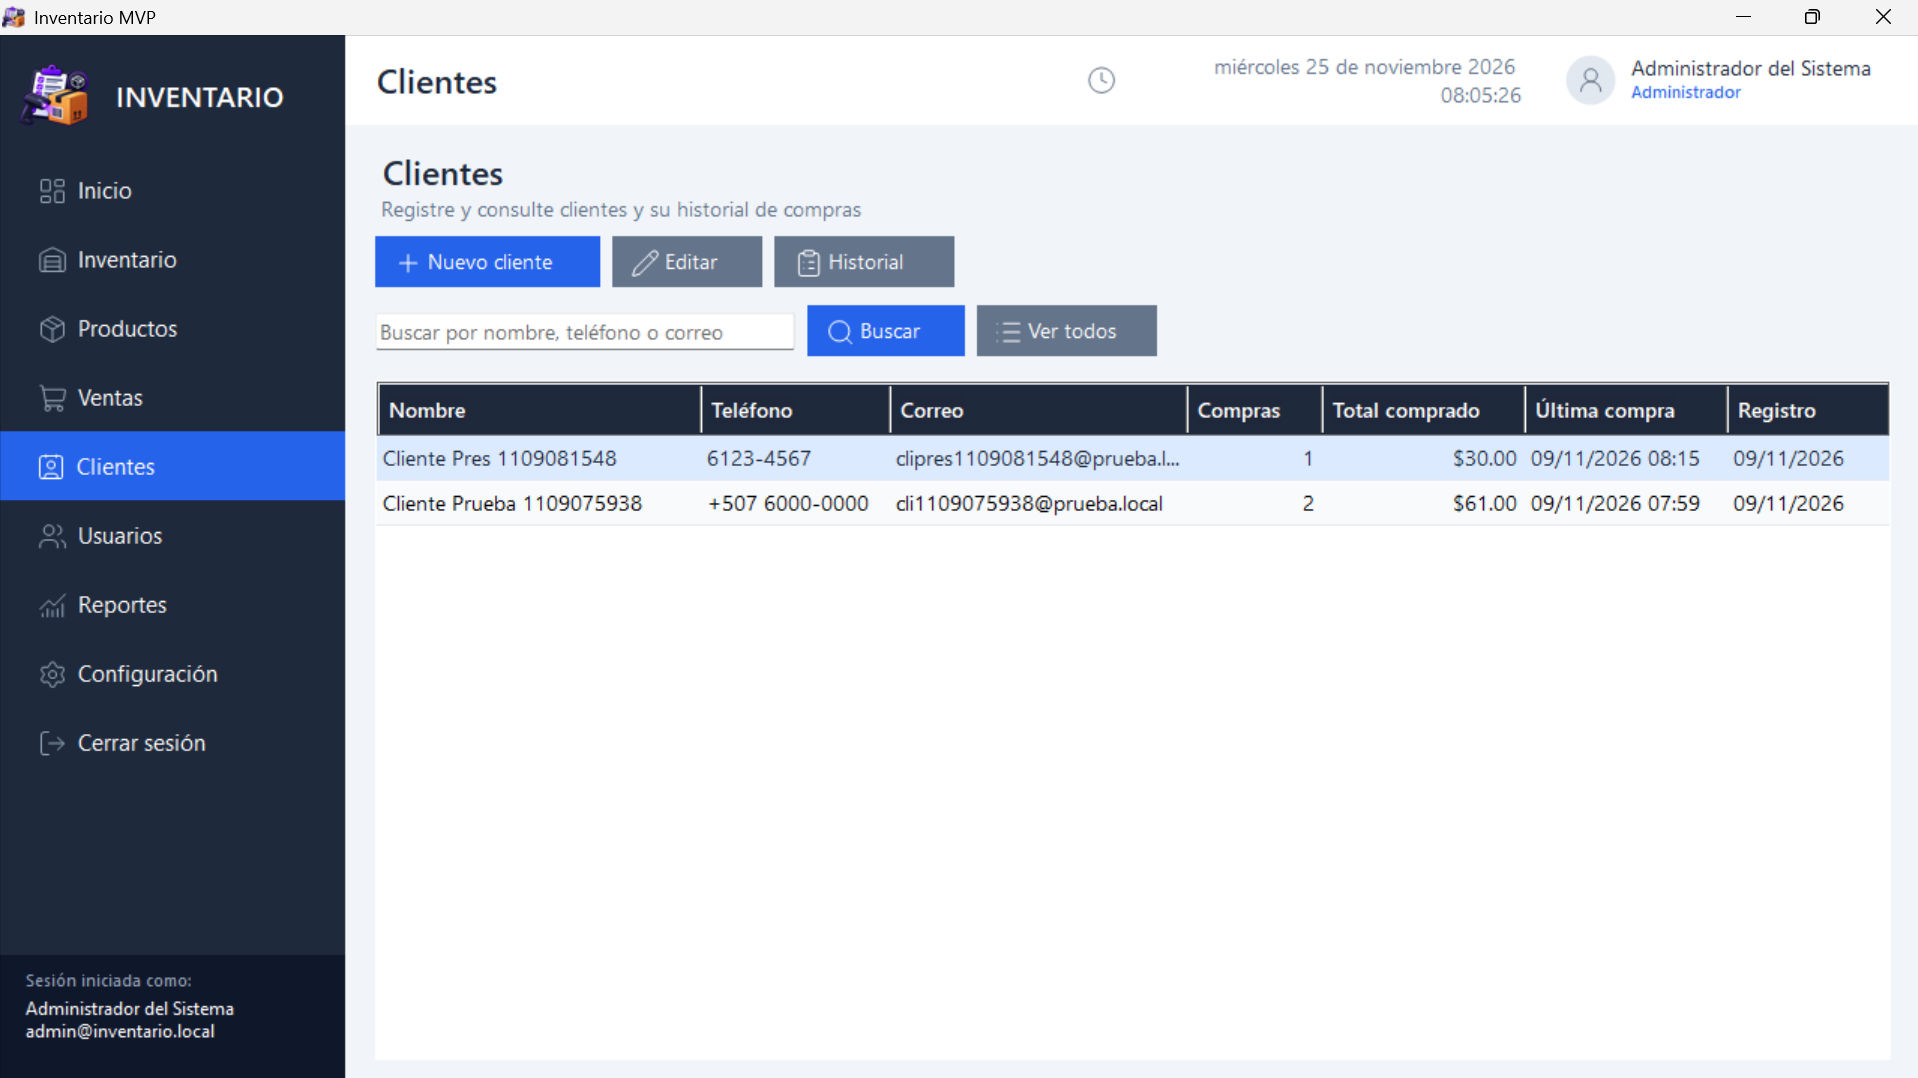 Inventario MVP
INVENTARIO
Inicio
Inventario
Productos
Ventas
Clientes
Usuarios
Reportes
Configuración
Cerrar sesión
Sesión iniciada como:
Administrador del Sistema
admin@inventario.local
Clientes
miércoles 25 de noviembre 2026
08:05:26
Administrador del Sistema
Administrador
Clientes
Registre y consulte clientes y su historial de compras
Nuevo cliente Editar Historial
Buscar por nombre, teléfono o correo Buscar Ver todos
Nombre Teléfono Correo Compras Total comprado Última compra Registro
Cliente Pres 1109081548 6123-4567 clipres1109081548@prueba.l... 1 $30.00 09/11/2026 08:15 09/11/2026
Cliente Prueba 1109075938 +507 6000-0000 cli1109075938@prueba.local 2 $61.00 09/11/2026 07:59 09/11/2026